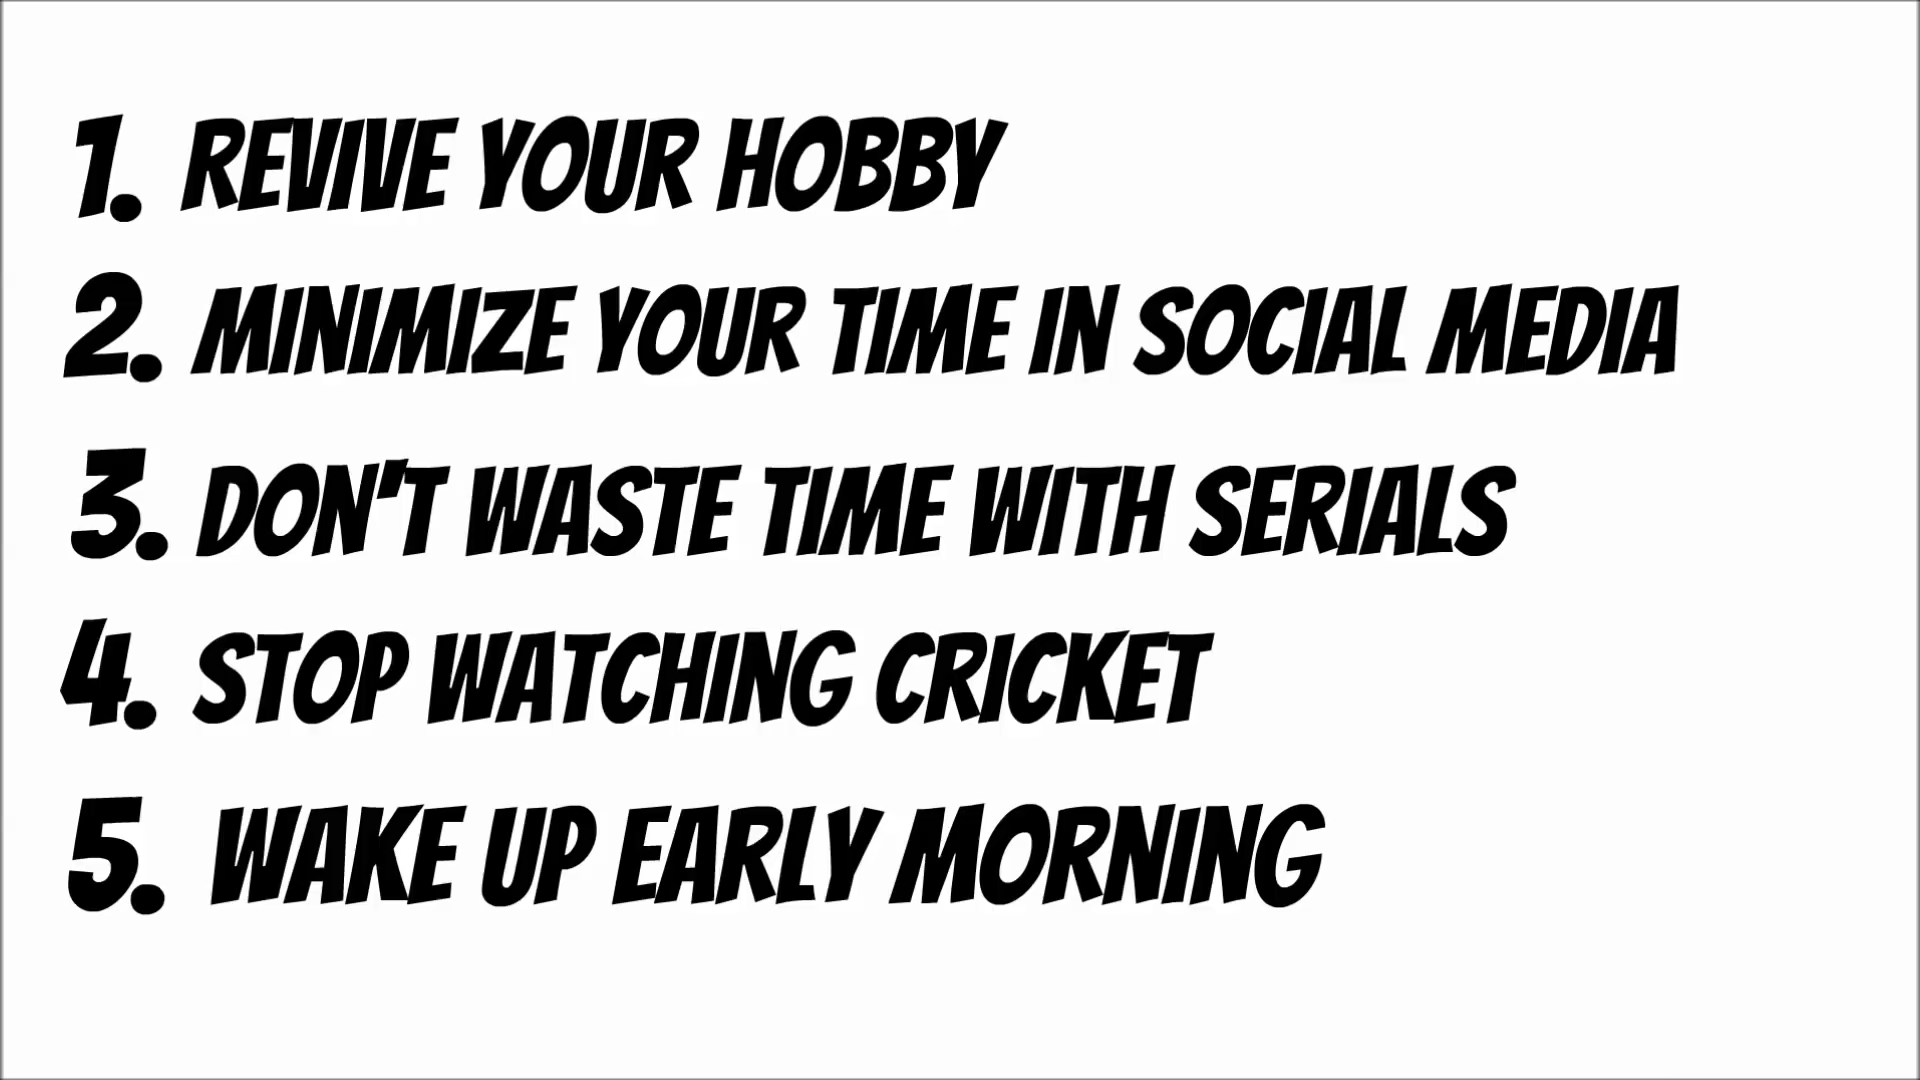 1. REVIVE YOUR HOBBY
2. MINIMIZE YOUR TIME IN SOCIAL MEDIA
3. DON'T WASTE TIME WITH SERIALS
4. STOP WATCHING CRICKET
5. WAKE UP EARLY MORNING